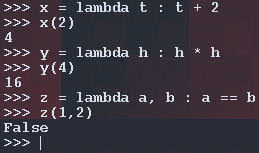 >>> x = lambda t : t + 2
>>> x(2)
4
>>> y = lambda h : h * h
>>> y(4)
16
>>> z = lambda a, b : a == b
>>> z(1,2)
False
>>>